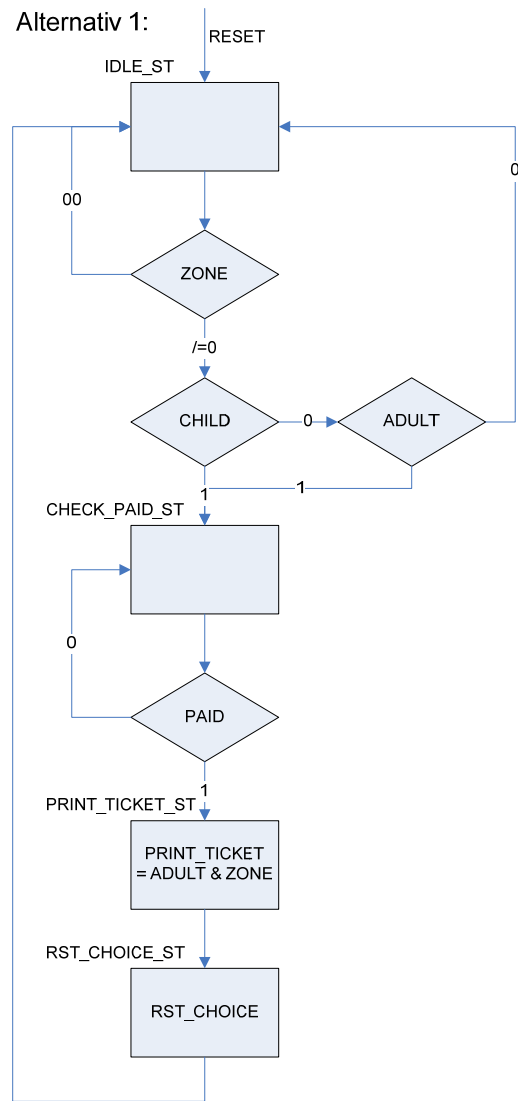 Alternativ 1:
RESET
IDLE_ST
00
0
ZONE
/=0
CHILD
0
ADULT
1
1
CHECK_PAID_ST
0
PAID
1
PRINT_TICKET_ST
PRINT_TICKET
= ADULT & ZONE
RST_CHOICE_ST
RST_CHOICE